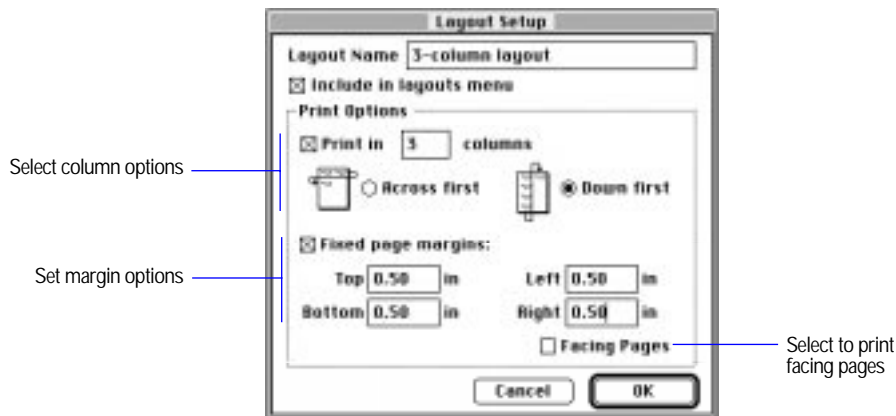 Layout Setup
Layout Name 3-column layout
Include in layouts menu
Print Options
Print in 3 columns
Select column options
Across first Down first
Fixed page margins:
Set margin options
Top 0.50 in Left 0.50 in
Bottom 0.50 in Right 0.50 in
Facing Pages
Select to print
facing pages
Cancel OK